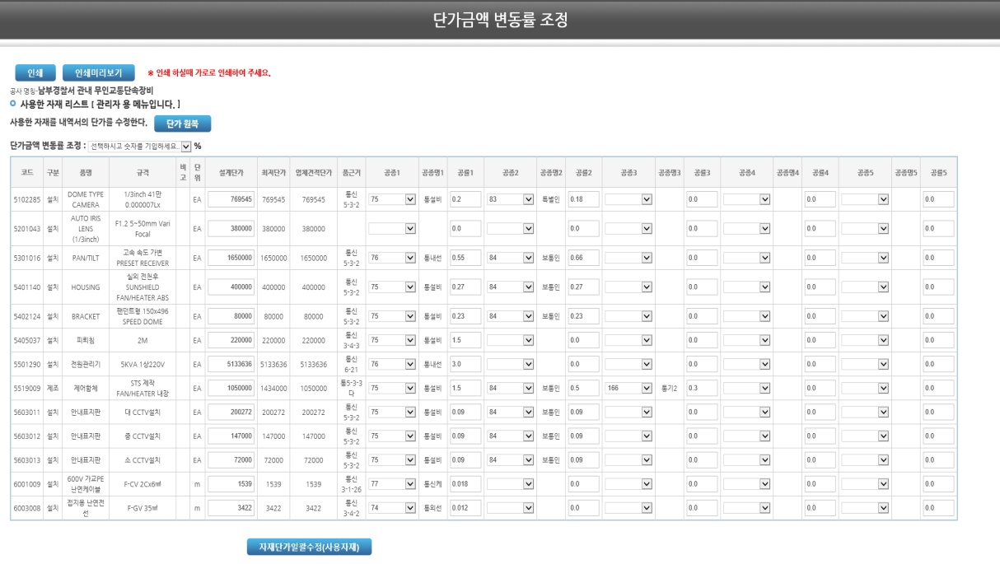 단가금액 변동률 조정
인쇄 인쇄미리보기 ※ 인쇄 하실때 가로로 인쇄하여 주세요.
공사 명칭-남부경찰서 관내 무인교통단속장비
사용한 자재 리스트 [ 관리자 용 메뉴입니다. ]
사용한 자재를 내역서의 단가를 수정한다. 단가 원복
단가금액 변동률 조정 : 선택하시고 숫자를 기입하세요.. %
코드 구분 품명 규격 비고 단위 설계단가 최저단가 업체견적단가 품근거 공종1 공종명1 공률1 공종2 공종명2 공률2 공종3 공종명3 공률3 공종4 공종명4 공률4 공종5 공종명5 공률5
5102285 설치 DOME TYPE CAMERA 1/3inch 41만 0.000007Lx EA 769545 769545 769545 통신 5-3-2 75 통설비 0.2 83 특별인 0.18 0.0 0.0 0.0
5201043 설치 AUTO IRIS LENS (1/3inch) F1.2 5~50mm Vari Focal EA 380000 380000 380000 0.0 0.0 0.0 0.0 0.0
5301016 설치 PAN/TILT 고속 속도 가변 PRESET RECEIVER EA 1650000 1650000 1650000 통신 5-3-2 76 통내선 0.55 84 보통인 0.66 0.0 0.0 0.0
5401140 설치 HOUSING 실외 전천후 SUNSHIELD FAN/HEATER ABS EA 400000 400000 400000 통신 5-3-2 75 통설비 0.27 84 보통인 0.27 0.0 0.0 0.0
5402124 설치 BRACKET 팬던트형 150x496 SPEED DOME EA 80000 80000 80000 통신 5-3-2 75 통설비 0.23 84 보통인 0.23 0.0 0.0 0.0
5405037 설치 피뢰침 2M EA 220000 220000 220000 통신 3-4-3 75 통설비 1.5 0.0 0.0 0.0 0.0
5501290 설치 전원관리기 5KVA 1상220V EA 5133636 5133636 5133636 통신 6-21 76 통내선 3.0 0.0 0.0 0.0 0.0
5519009 제조 제어함체 STS 제작 FAN/HEATER 내장 EA 1050000 1434000 1050000 통5-3-3 다 75 통설비 1.5 84 보통인 0.5 166 통기2 0.3 0.0 0.0
5603011 설치 안내표지판 대 CCTV설치 EA 200272 200272 200272 통신 5-3-2 75 통설비 0.09 84 보통인 0.09 0.0 0.0 0.0
5603012 설치 안내표지판 중 CCTV설치 EA 147000 147000 147000 통신 5-3-2 75 통설비 0.09 84 보통인 0.09 0.0 0.0 0.0
5603013 설치 안내표지판 소 CCTV설치 EA 72000 72000 72000 통신 5-3-2 75 통설비 0.09 84 보통인 0.09 0.0 0.0 0.0
6001009 설치 600V 가교PE 난연케이블 F-CV 2Cx6㎟ m 1539 1539 1539 통신 3-1-26 77 통신케 0.018 0.0 0.0 0.0 0.0
6003008 설치 접지용 난연전선 F-GV 35㎟ m 3422 3422 3422 통신 3-4-2 74 통외선 0.012 0.0 0.0 0.0 0.0
자재단가일괄수정(사용자재)